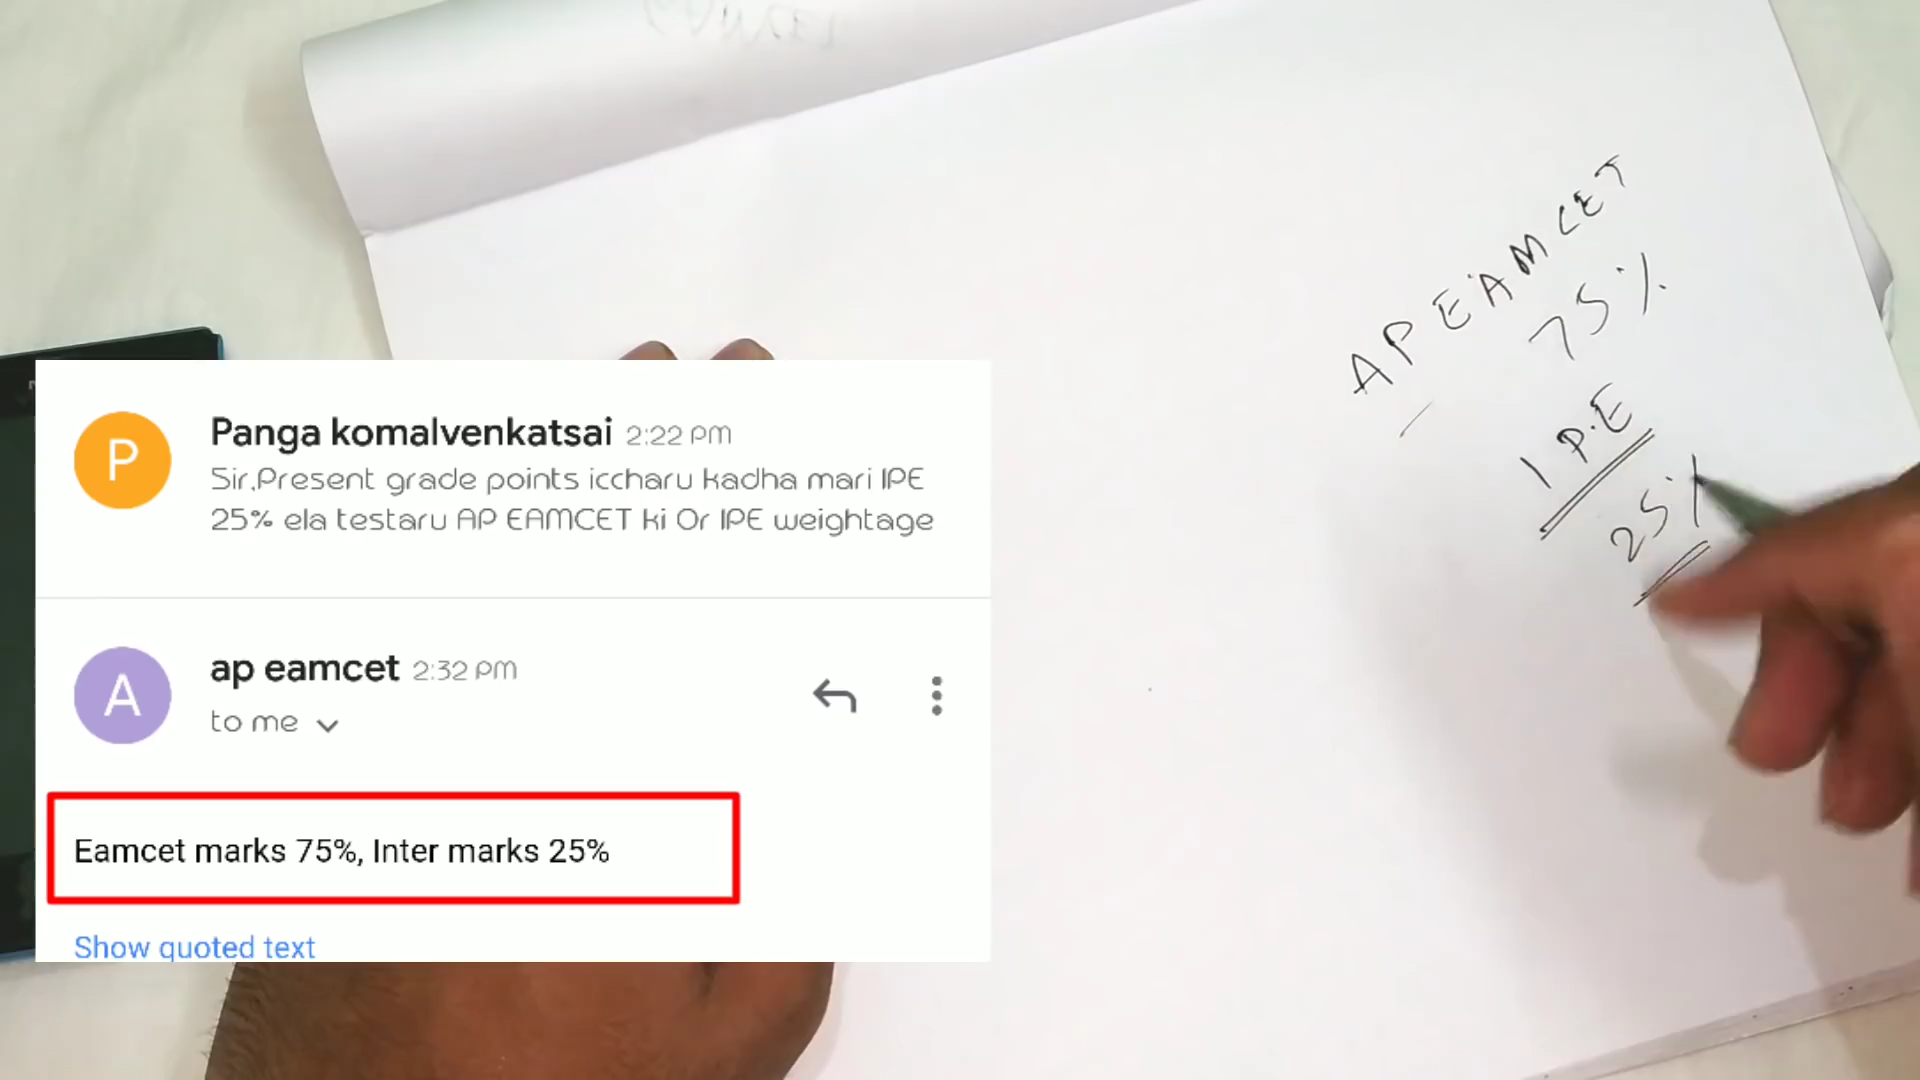 AP EAMCET
75%
I P.E
25%
P
Panga komalvenkatsai 2:22 PM
Sir,Present grade points iccharu kadha mari IPE
25% ela testaru AP EAMCET ki Or IPE weightage
A
ap eamcet 2:32 PM
to me
Eamcet marks 75%, Inter marks 25%
Show quoted text